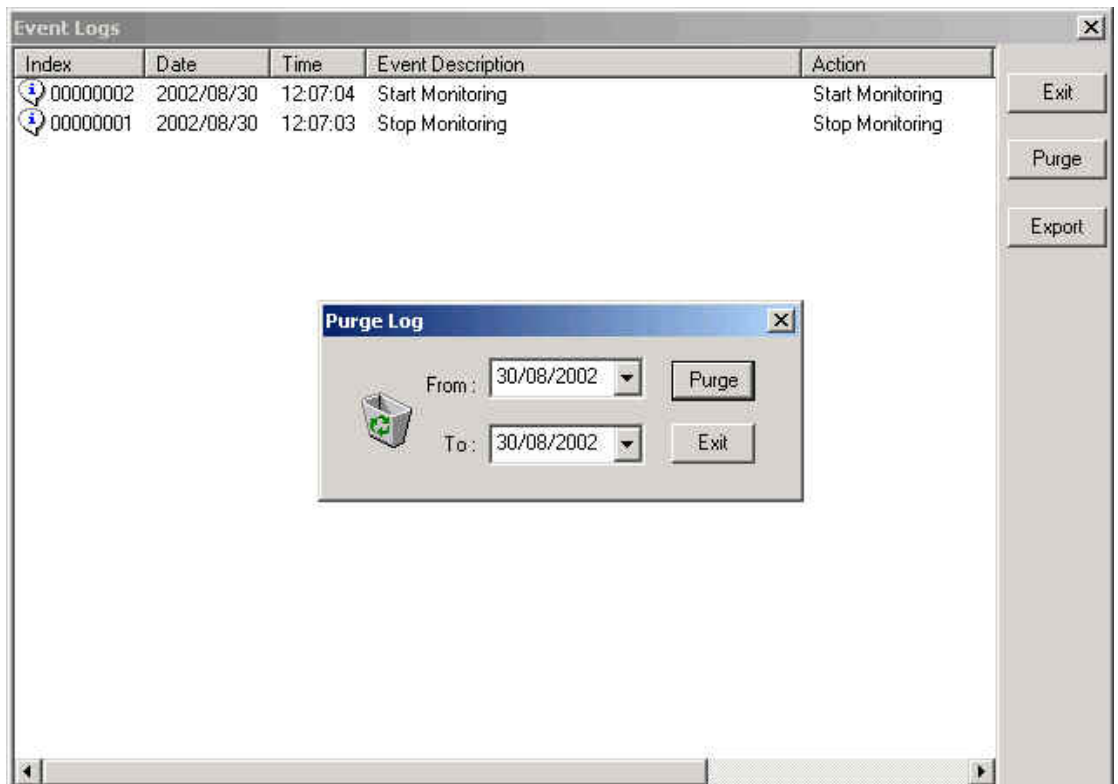 Event Logs
Index Date Time Event Description Action
00000002 2002/08/30 12:07:04 Start Monitoring Start Monitoring
00000001 2002/08/30 12:07:03 Stop Monitoring Stop Monitoring
Exit
Purge
Export
Purge Log
From : 30/08/2002 Purge
To : 30/08/2002 Exit